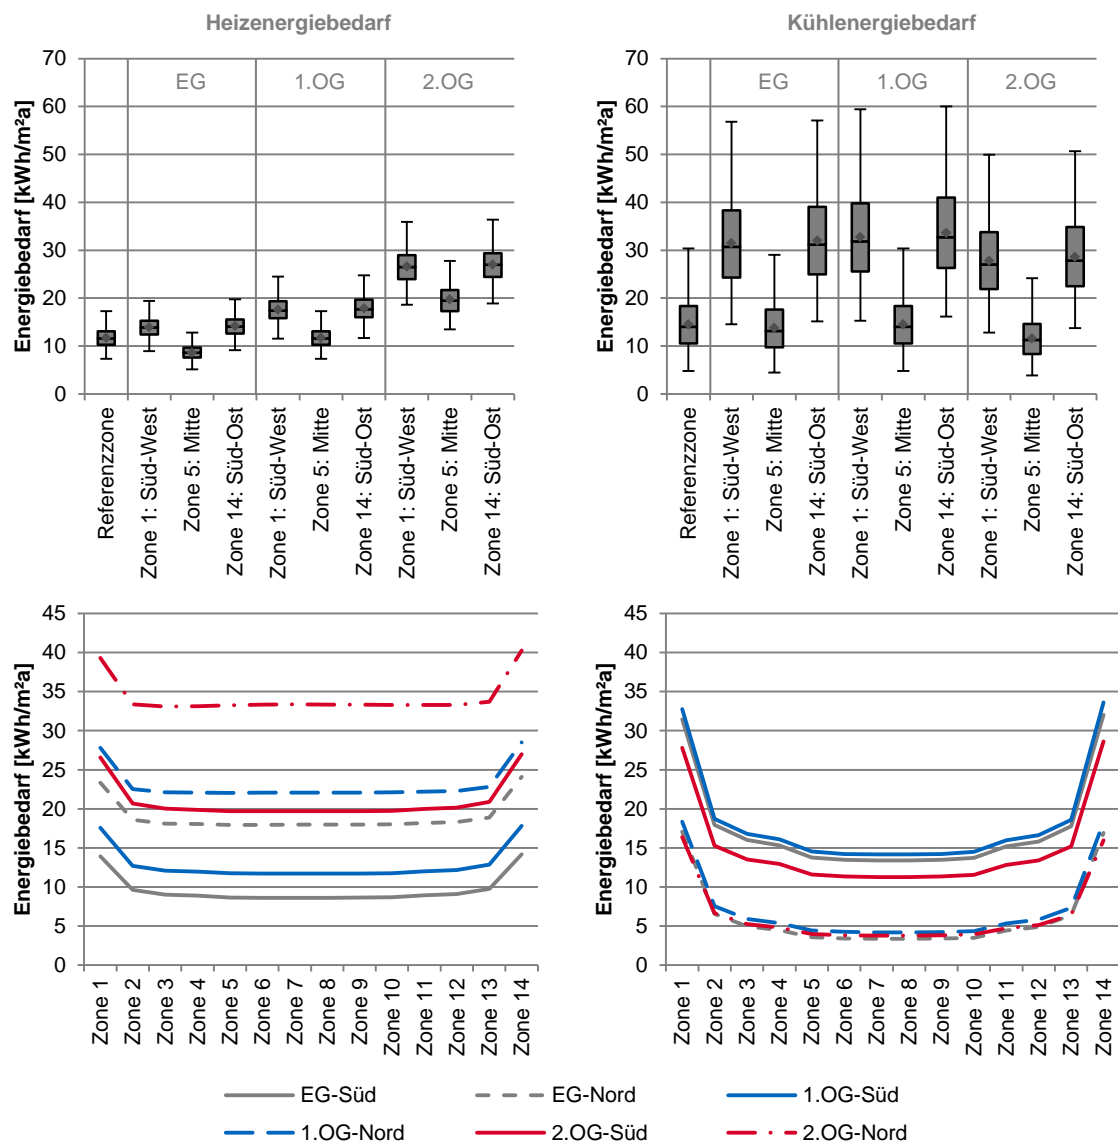 Heizenergiebedarf
Energiebedarf [kWh/m²a]
70
60
50
40
30
20
10
0
EG
1.OG
2.OG
Referenzzone
Zone 1: Süd-West
Zone 5: Mitte
Zone 14: Süd-Ost
Zone 1: Süd-West
Zone 5: Mitte
Zone 14: Süd-Ost
Zone 1: Süd-West
Zone 5: Mitte
Zone 14: Süd-Ost
Kühlenergiebedarf
Energiebedarf [kWh/m²a]
70
60
50
40
30
20
10
0
EG
1.OG
2.OG
Referenzzone
Zone 1: Süd-West
Zone 5: Mitte
Zone 14: Süd-Ost
Zone 1: Süd-West
Zone 5: Mitte
Zone 14: Süd-Ost
Zone 1: Süd-West
Zone 5: Mitte
Zone 14: Süd-Ost
Energiebedarf [kWh/m²a]
45
40
35
30
25
20
15
10
5
0
Zone 1
Zone 2
Zone 3
Zone 4
Zone 5
Zone 6
Zone 7
Zone 8
Zone 9
Zone 10
Zone 11
Zone 12
Zone 13
Zone 14
Energiebedarf [kWh/m²a]
45
40
35
30
25
20
15
10
5
0
Zone 1
Zone 2
Zone 3
Zone 4
Zone 5
Zone 6
Zone 7
Zone 8
Zone 9
Zone 10
Zone 11
Zone 12
Zone 13
Zone 14
EG-Süd
EG-Nord
1.OG-Süd
1.OG-Nord
2.OG-Süd
2.OG-Nord